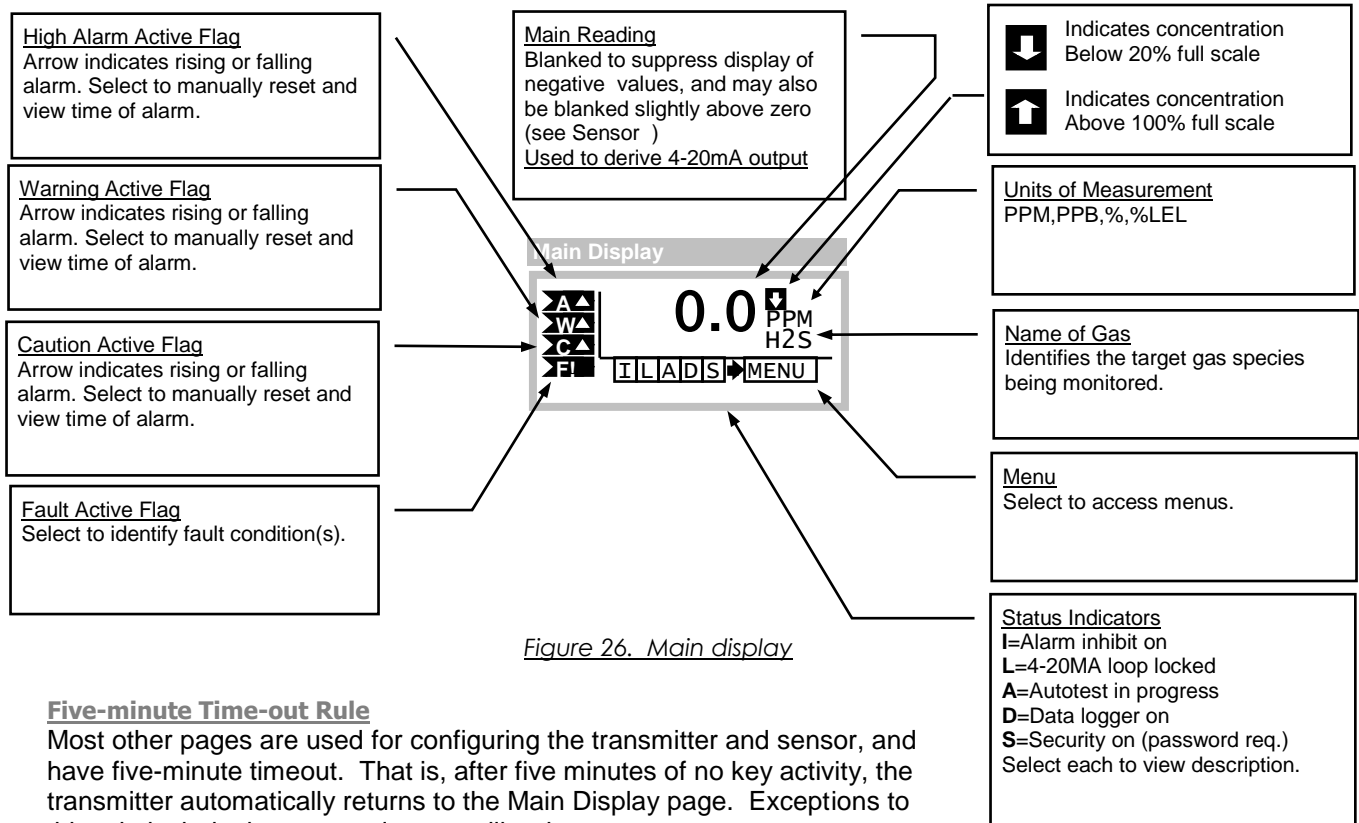 High Alarm Active Flag
Arrow indicates rising or falling
alarm. Select to manually reset and
view time of alarm.
Warning Active Flag
Arrow indicates rising or falling
alarm. Select to manually reset and
view time of alarm.
Caution Active Flag
Arrow indicates rising or falling
alarm. Select to manually reset and
view time of alarm.
Fault Active Flag
Select to identify fault condition(s).
Main Reading
Blanked to suppress display of
negative values, and may also
be blanked slightly above zero
(see Sensor )
Used to derive 4-20mA output
Main Display
A
W
C
F!
0.0
PPM
H2S
I L A D S MENU
Indicates concentration
Below 20% full scale
Indicates concentration
Above 100% full scale
Units of Measurement
PPM,PPB,%,%LEL
Name of Gas
Identifies the target gas species
being monitored.
Menu
Select to access menus.
Status Indicators
I=Alarm inhibit on
L=4-20MA loop locked
A=Autotest in progress
D=Data logger on
S=Security on (password req.)
Select each to view description.
Figure 26. Main display
Five-minute Time-out Rule
Most other pages are used for configuring the transmitter and sensor, and
have five-minute timeout. That is, after five minutes of no key activity, the
transmitter automatically returns to the Main Display page. Exceptions to